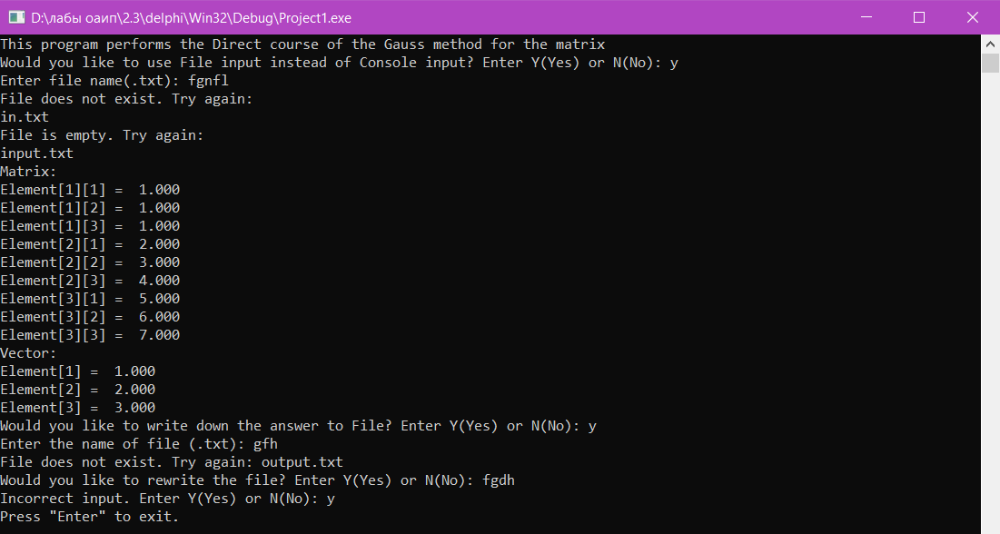 D:\лабы оаип\2.3\delphi\Win32\Debug\Project1.exe
This program performs the Direct course of the Gauss method for the matrix
Would you like to use File input instead of Console input? Enter Y(Yes) or N(No): y
Enter file name(.txt): fgnfl
File does not exist. Try again:
in.txt
File is empty. Try again:
input.txt
Matrix:
Element[1][1] =  1.000
Element[1][2] =  1.000
Element[1][3] =  1.000
Element[2][1] =  2.000
Element[2][2] =  3.000
Element[2][3] =  4.000
Element[3][1] =  5.000
Element[3][2] =  6.000
Element[3][3] =  7.000
Vector:
Element[1] =  1.000
Element[2] =  2.000
Element[3] =  3.000
Would you like to write down the answer to File? Enter Y(Yes) or N(No): y
Enter the name of file (.txt): gfh
File does not exist. Try again: output.txt
Would you like to rewrite the file? Enter Y(Yes) or N(No): fgdh
Incorrect input. Enter Y(Yes) or N(No): y
Press "Enter" to exit.